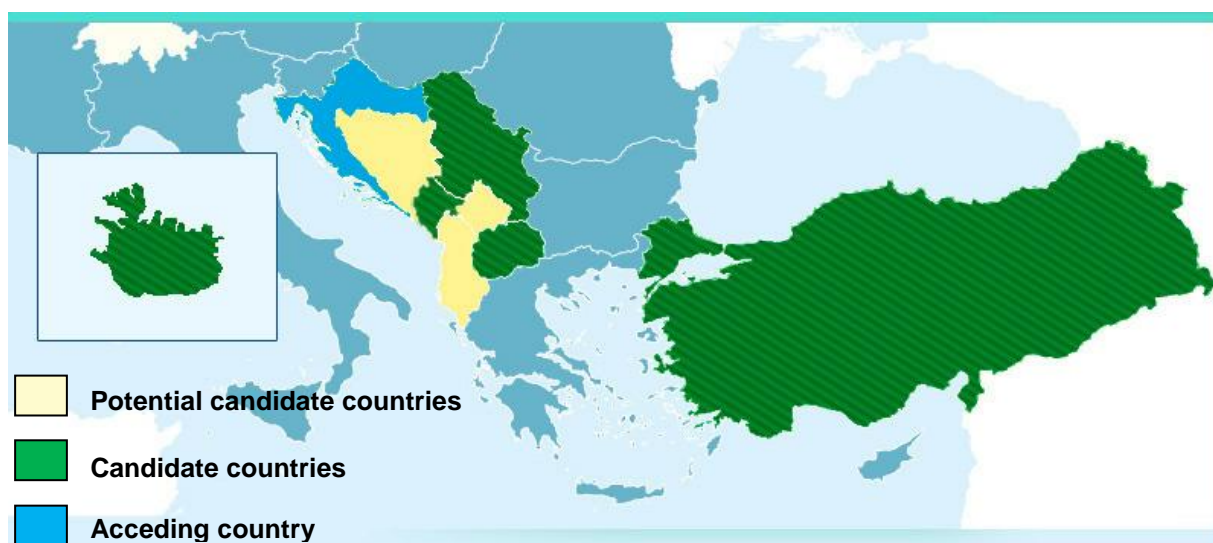 Potential candidate countries
Candidate countries
Acceding country